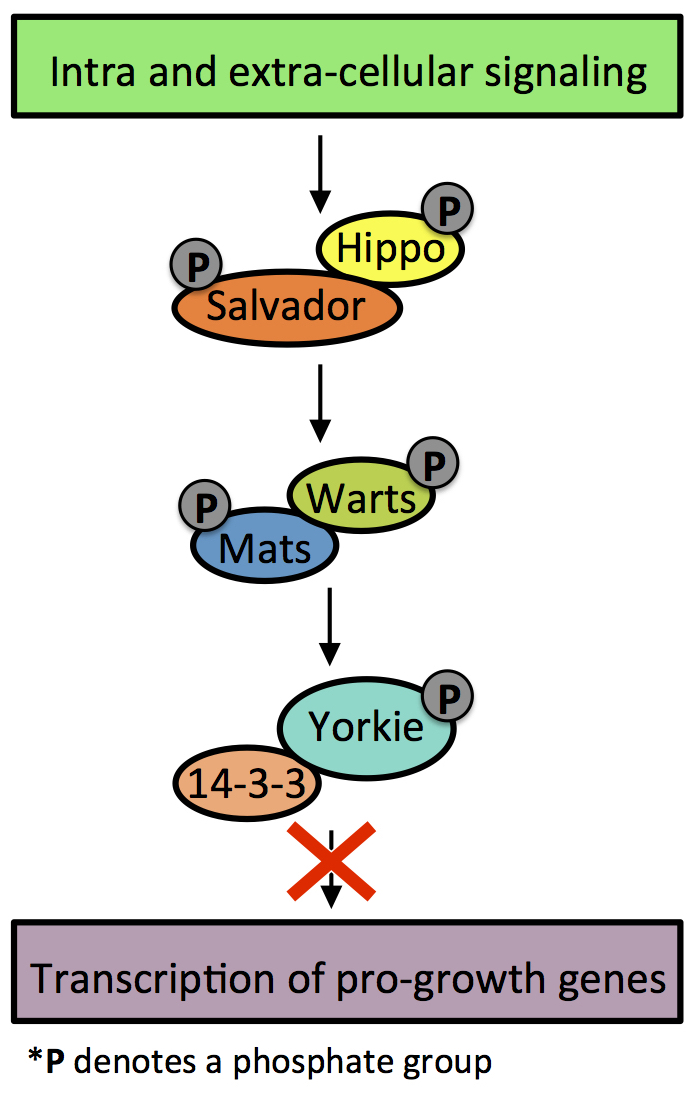 Intra and extra-cellular signaling
P
Hippo
P
Salvador
P
Warts
P
Mats
P
Yorkie
14-3-3
Transcription of pro-growth genes
*P denotes a phosphate group